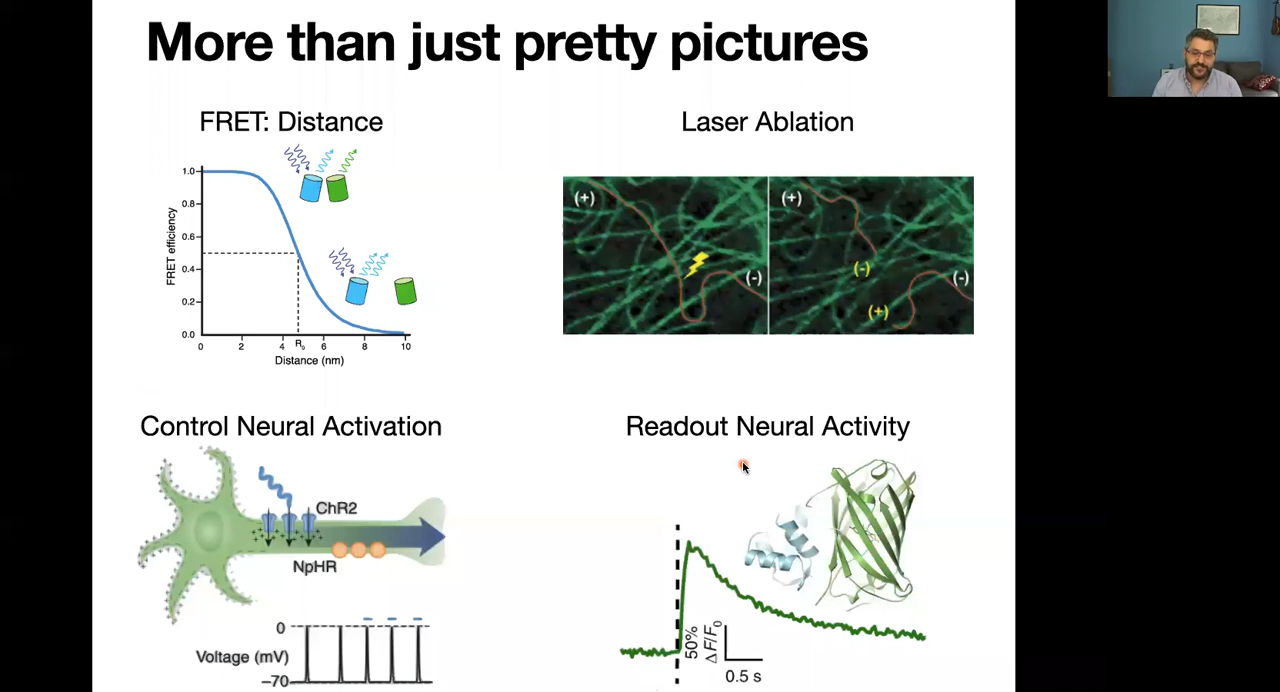 More than just pretty pictures
FRET: Distance
1.0
0.8
0.6
0.4
0.2
0.0
FRET efficiency
0 2 4 R₀ 6 8 10
Distance (nm)
Laser Ablation
(+)
(-)
(+)
(-)
(-)
(+)
Control Neural Activation
ChR2
NpHR
0
Voltage (mV)
-70
Readout Neural Activity
50%
ΔF/F₀
0.5 s